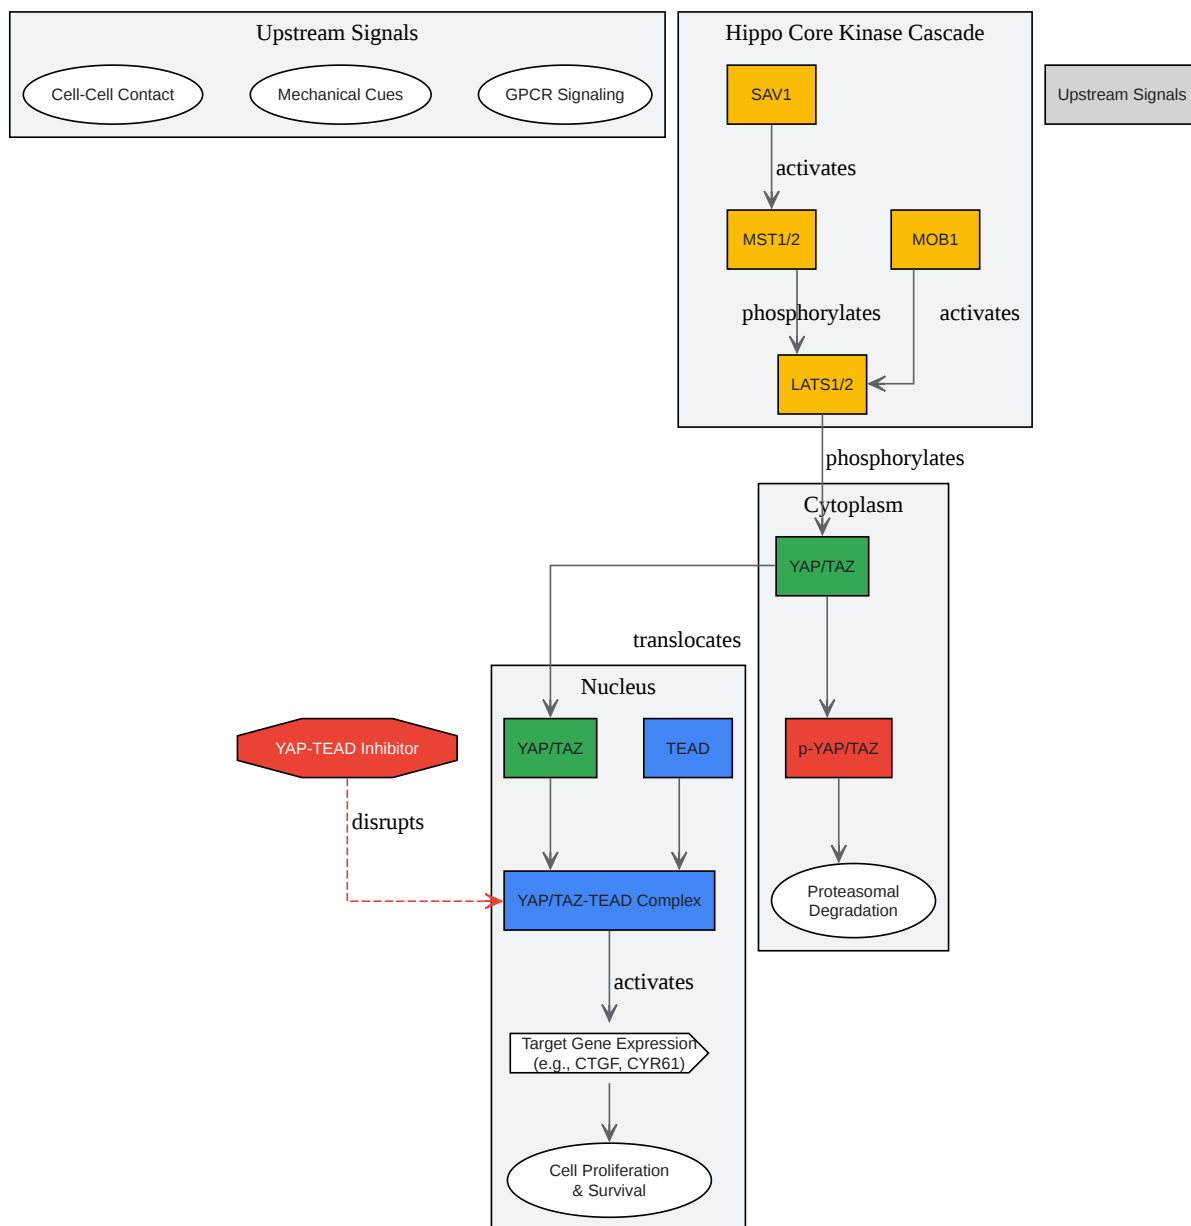 Upstream Signals
Cell-Cell Contact
Mechanical Cues
GPCR Signaling
Hippo Core Kinase Cascade
SAV1
Upstream Signals
activates
MST1/2
MOB1
phosphorylates
activates
LATS1/2
phosphorylates
Cytoplasm
YAP/TAZ
translocates
Nucleus
YAP-TEAD Inhibitor
YAP/TAZ
TEAD
p-YAP/TAZ
disrupts
YAP/TAZ-TEAD Complex
Proteasomal
Degradation
activates
Target Gene Expression
(e.g., CTGF, CYR61)
Cell Proliferation
& Survival